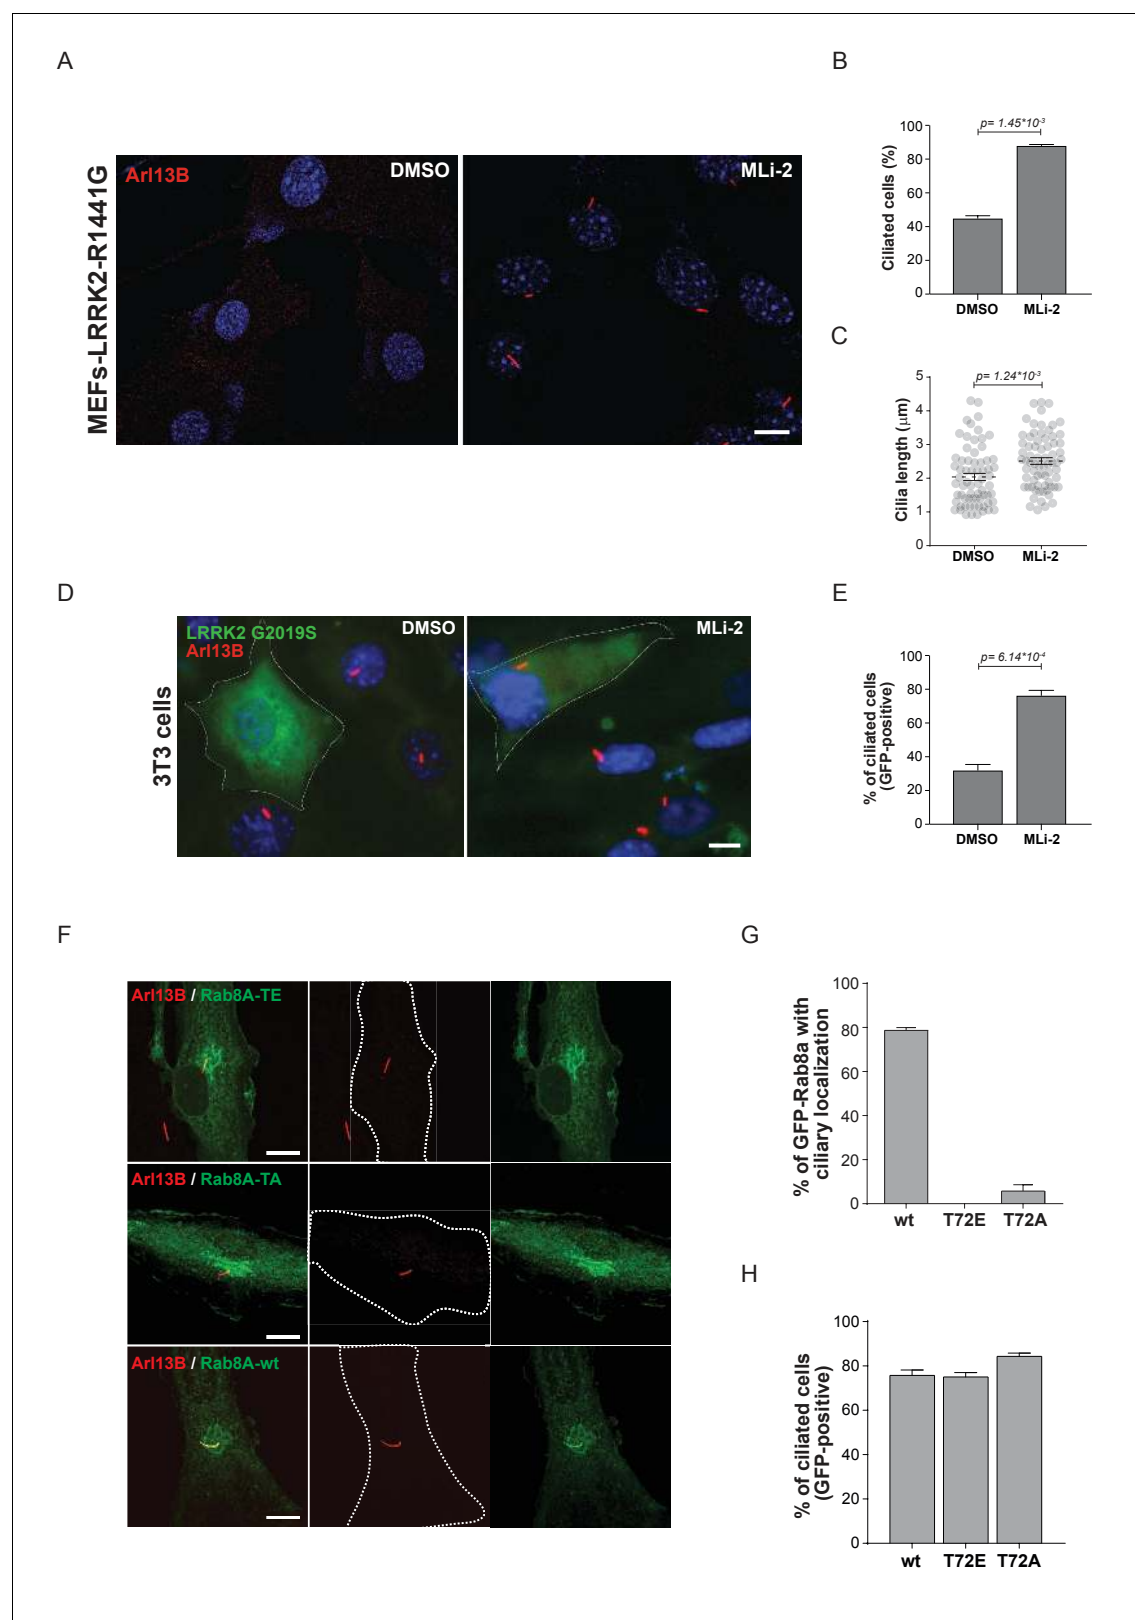 A
MEFs-LRRK2-R1441G
Arl13B
DMSO
MLi-2
B
Ciliated cells (%)
100
80
60
40
20
0
p= 1.45*10-3
DMSO
MLi-2
C
Cilia length (μm)
5
4
3
2
1
0
p= 1.24*10-3
DMSO
MLi-2
D
3T3 cells
LRRK2 G2019S
Arl13B
DMSO
MLi-2
E
% of ciliated cells
(GFP-positive)
100
80
60
40
20
0
p= 6.14*10-4
DMSO
MLi-2
F
Arl13B / Rab8A-TE
Arl13B / Rab8A-TA
Arl13B / Rab8A-wt
G
% of GFP-Rab8a with
ciliary localization
100
80
60
40
20
0
wt
T72E
T72A
H
% of ciliated cells
(GFP-positive)
100
80
60
40
20
0
wt
T72E
T72A